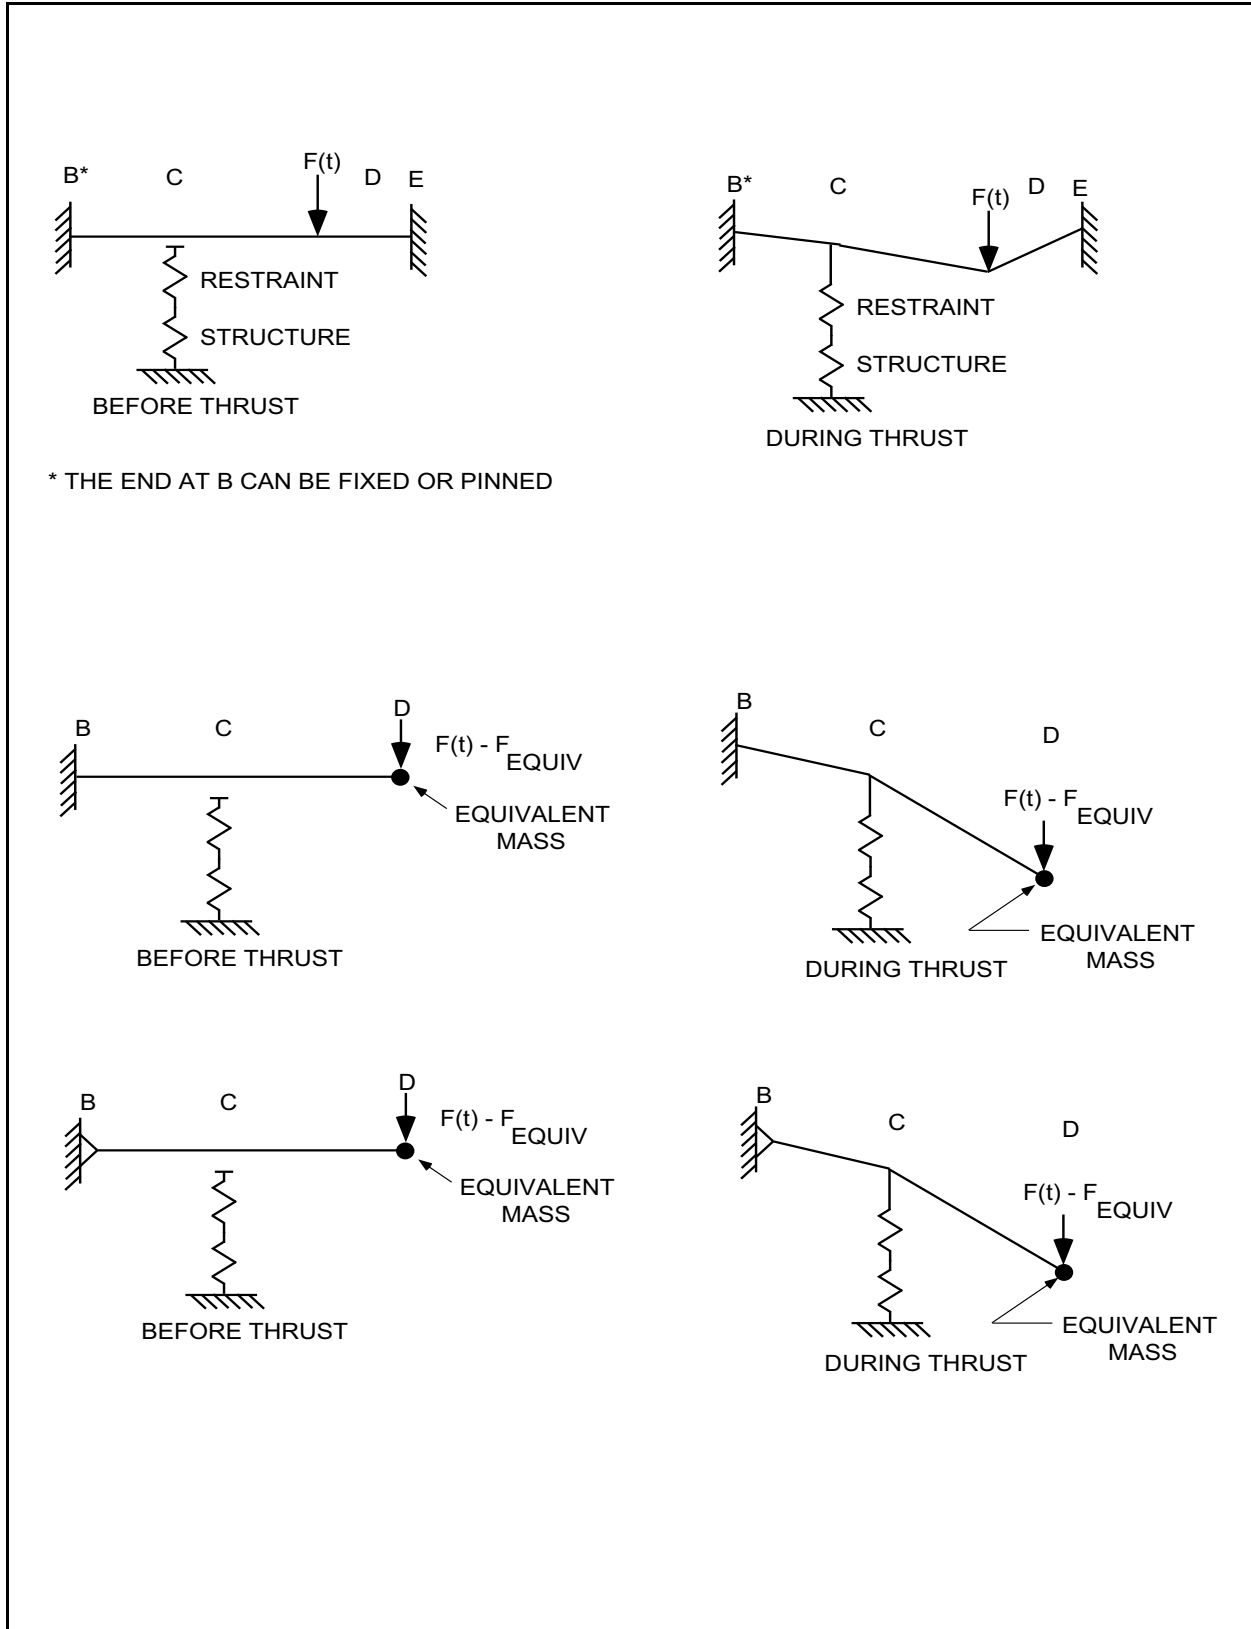 B*
C
F(t)
D
E
RESTRAINT
STRUCTURE
BEFORE THRUST
B*
C
F(t)
D
E
RESTRAINT
STRUCTURE
DURING THRUST
* THE END AT B CAN BE FIXED OR PINNED
B
C
D
F(t) - F EQUIV
EQUIVALENT
MASS
BEFORE THRUST
B
C
D
F(t) - F EQUIV
EQUIVALENT
MASS
DURING THRUST
B
C
D
F(t) - F EQUIV
EQUIVALENT
MASS
BEFORE THRUST
B
C
D
F(t) - F EQUIV
EQUIVALENT
MASS
DURING THRUST